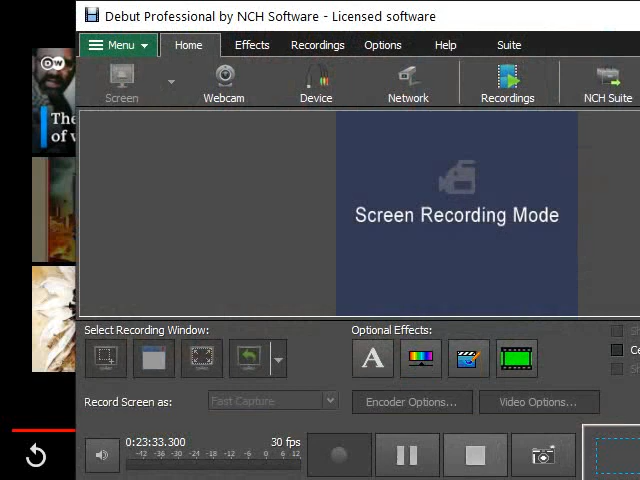 Debut Professional by NCH Software - Licensed software
Menu Home Effects Recordings Options Help Suite
Screen Webcam Device Network Recordings NCH Suite
DW
The
of
Screen Recording Mode
Select Recording Window:
Optional Effects:
A
Record Screen as: Fast Capture
Encoder Options... Video Options...
0:23:33.300 30 fps
-42 -36 -30 -24 -18 -12 -6 0 6 12